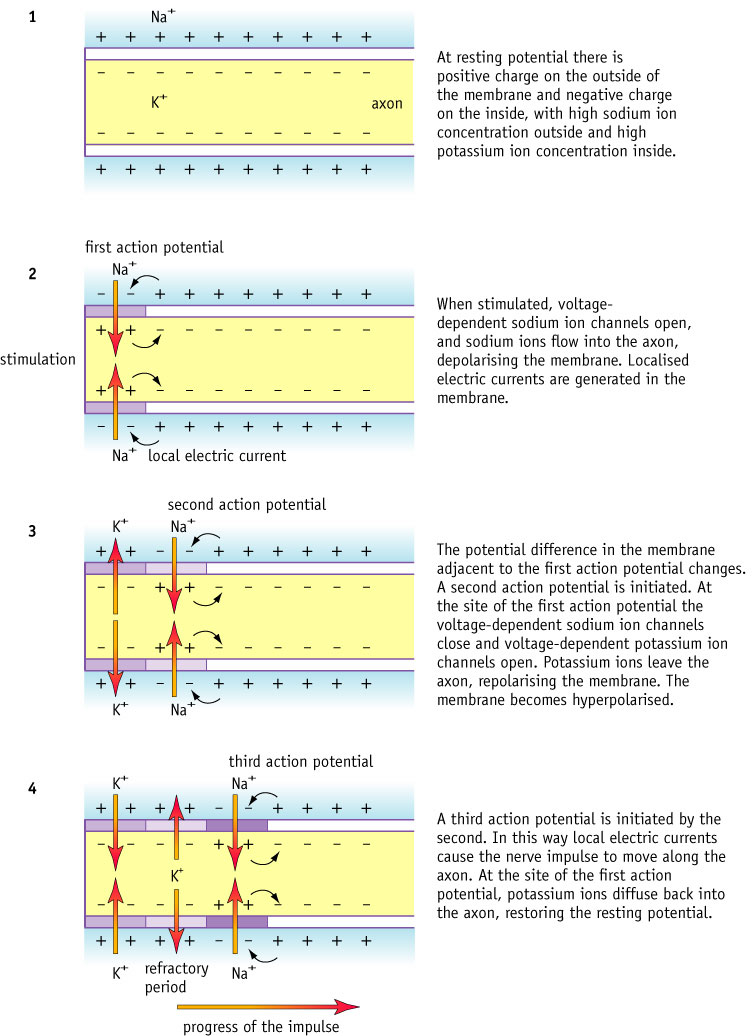 1
Na⁺
+ + + + + + + + + +
– – – – – – – – – –
K⁺ axon
– – – – – – – – – –
+ + + + + + + + + +
At resting potential there is
positive charge on the outside of
the membrane and negative charge
on the inside, with high sodium ion
concentration outside and high
potassium ion concentration inside.
2
first action potential
Na⁺
– – + + + + + + + +
+ + – – – – – – – –
stimulation
+ + – – – – – – – –
– – + + + + + + + +
Na⁺ local electric current
When stimulated, voltage-
dependent sodium ion channels open,
and sodium ions flow into the axon,
depolarising the membrane. Localised
electric currents are generated in the
membrane.
3
second action potential
K⁺ Na⁺
+ + – – + + + + + +
– – + + – – – – – –
– – + + – – – – – –
+ + – – + + + + + +
K⁺ Na⁺
The potential difference in the membrane
adjacent to the first action potential changes.
A second action potential is initiated. At
the site of the first action potential the
voltage-dependent sodium ion channels
close and voltage-dependent potassium ion
channels open. Potassium ions leave the
axon, repolarising the membrane. The
membrane becomes hyperpolarised.
4
third action potential
K⁺ Na⁺
+ + + + – – + + + +
– – – – + + – – – –
K⁺
– – – – + + – – – –
+ + + + – – + + + +
K⁺ refractory Na⁺
period
progress of the impulse
A third action potential is initiated by the
second. In this way local electric currents
cause the nerve impulse to move along the
axon. At the site of the first action
potential, potassium ions diffuse back into
the axon, restoring the resting potential.